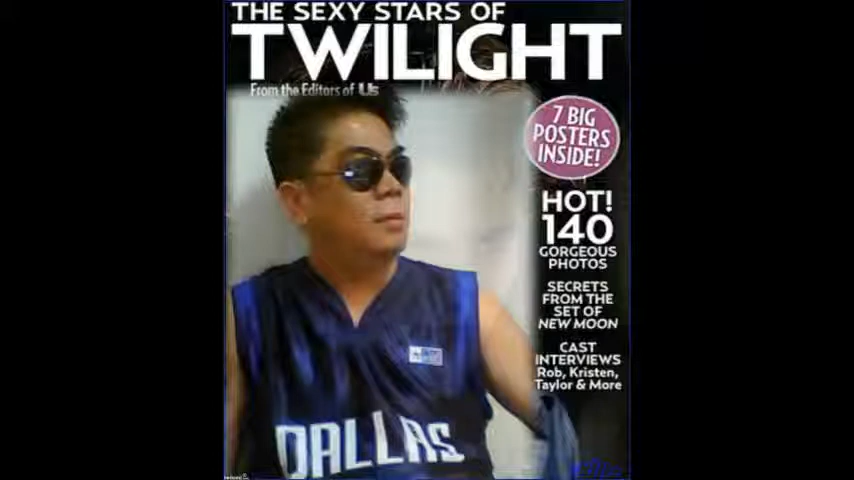 THE SEXY STARS OF
TWILIGHT
From the Editors of Us
7 BIG
POSTERS
INSIDE!
HOT!
140
GORGEOUS
PHOTOS
SECRETS
FROM THE
SET OF
NEW MOON
CAST
INTERVIEWS
Rob, Kristen,
Taylor & More
DALLAS